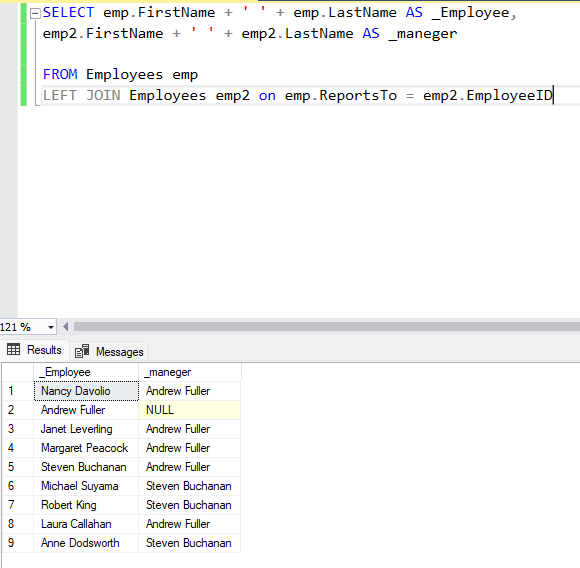 SELECT emp.FirstName + ' ' + emp.LastName AS _Employee,
emp2.FirstName + ' ' + emp2.LastName AS _maneger
FROM Employees emp
LEFT JOIN Employees emp2 on emp.ReportsTo = emp2.EmployeeID
121 %
Results Messages
_Employee _maneger
1 Nancy Davolio Andrew Fuller
2 Andrew Fuller NULL
3 Janet Leverling Andrew Fuller
4 Margaret Peacock Andrew Fuller
5 Steven Buchanan Andrew Fuller
6 Michael Suyama Steven Buchanan
7 Robert King Steven Buchanan
8 Laura Callahan Andrew Fuller
9 Anne Dodsworth Steven Buchanan